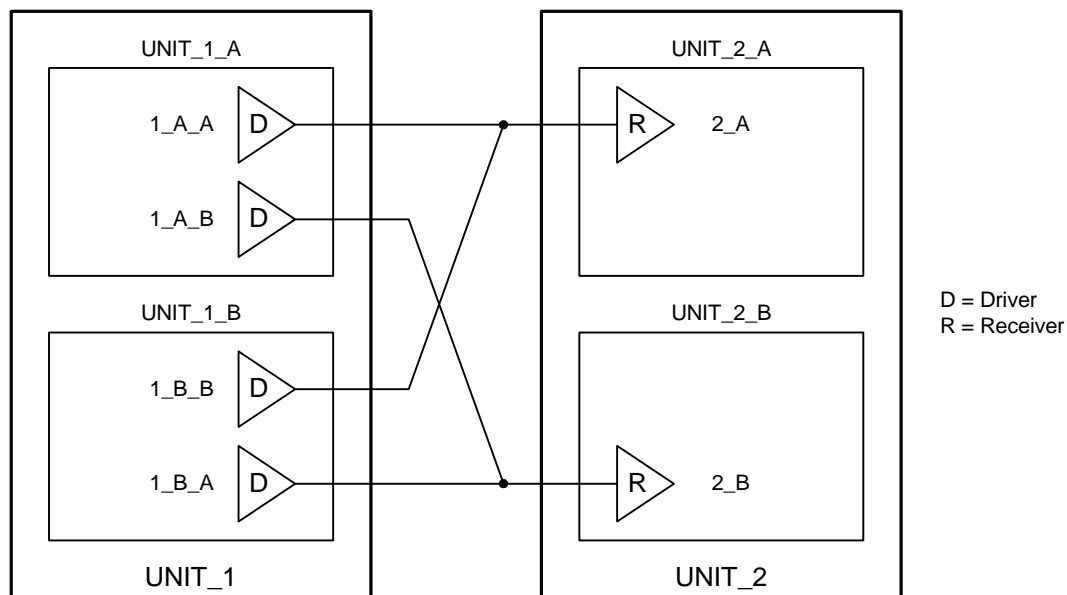 UNIT_1_A
1_A_A
D
1_A_B
D
UNIT_1_B
1_B_B
D
1_B_A
D
UNIT_1
UNIT_2_A
R
2_A
UNIT_2_B
R
2_B
UNIT_2
D = Driver
R = Receiver